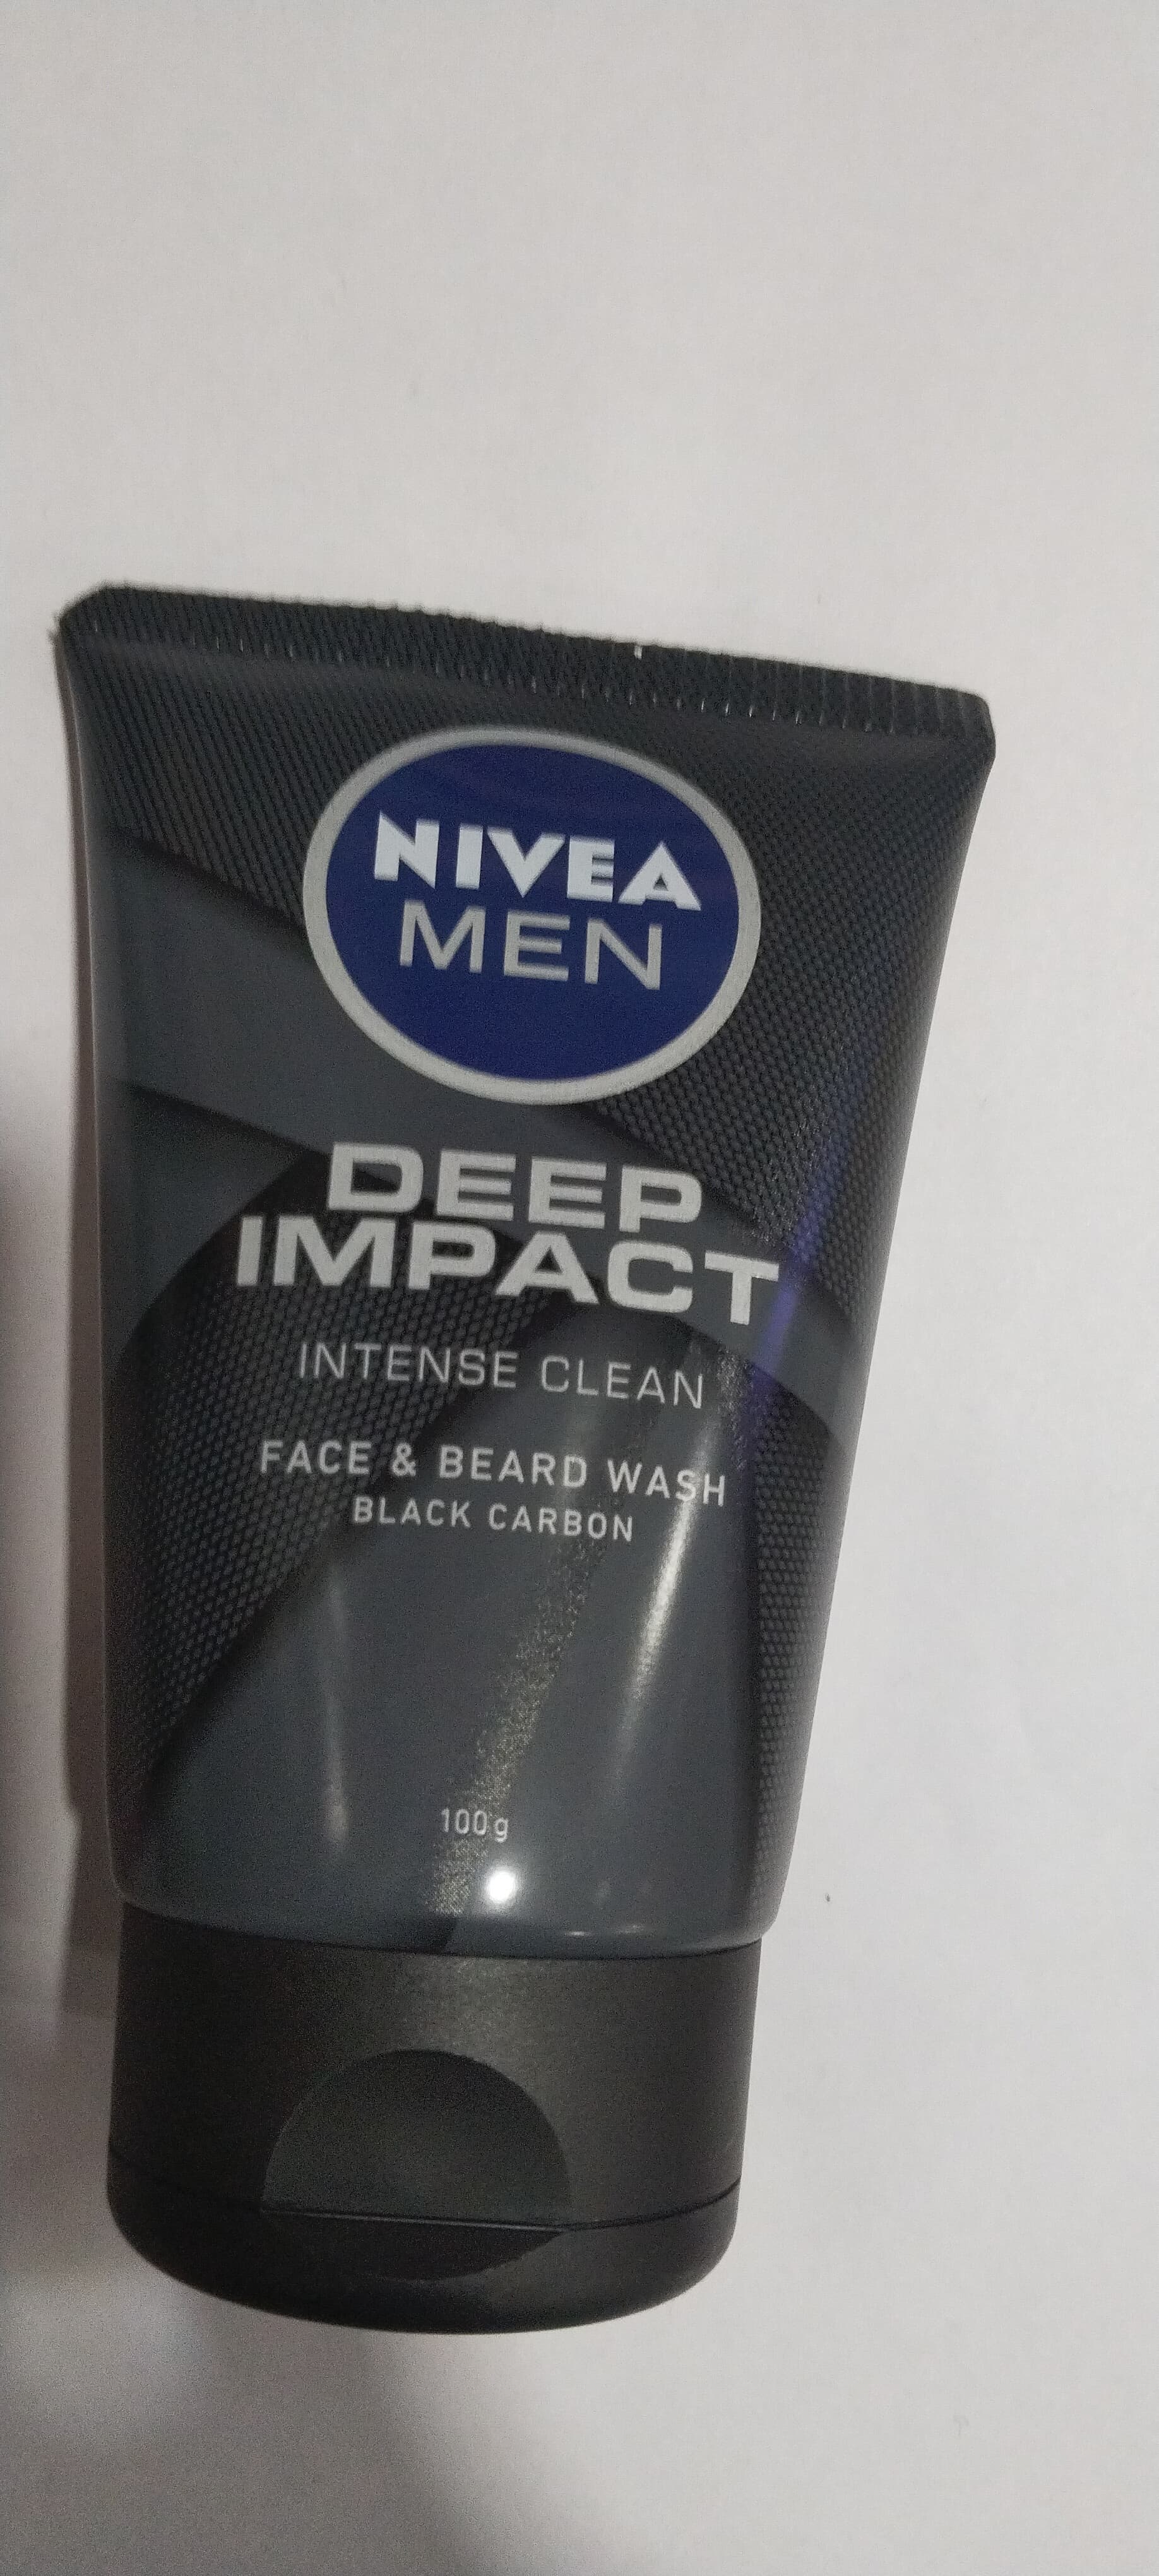 NIVEA
MEN
DEEP
IMPACT
INTENSE CLEAN
FACE & BEARD WASH
BLACK CARBON
100g